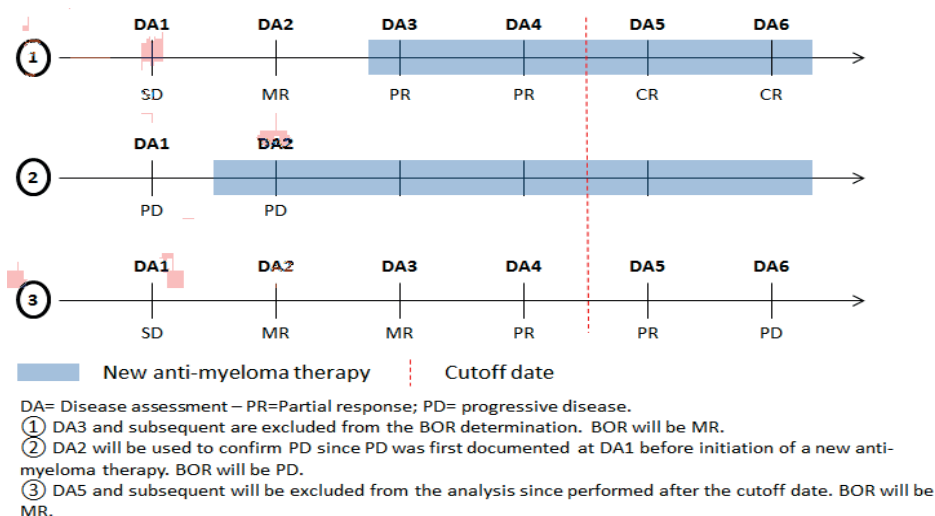 DA1 DA2 DA3 DA4 DA5 DA6
1
SD MR PR PR CR CR
DA1 DA2
2
PD PD
DA1 DA2 DA3 DA4 DA5 DA6
3
SD MR MR PR PR PD
New anti-myeloma therapy Cutoff date
DA= Disease assessment – PR=Partial response; PD= progressive disease.
① DA3 and subsequent are excluded from the BOR determination. BOR will be MR.
② DA2 will be used to confirm PD since PD was first documented at DA1 before initiation of a new anti-
myeloma therapy. BOR will be PD.
③ DA5 and subsequent will be excluded from the analysis since performed after the cutoff date. BOR will be
MR.